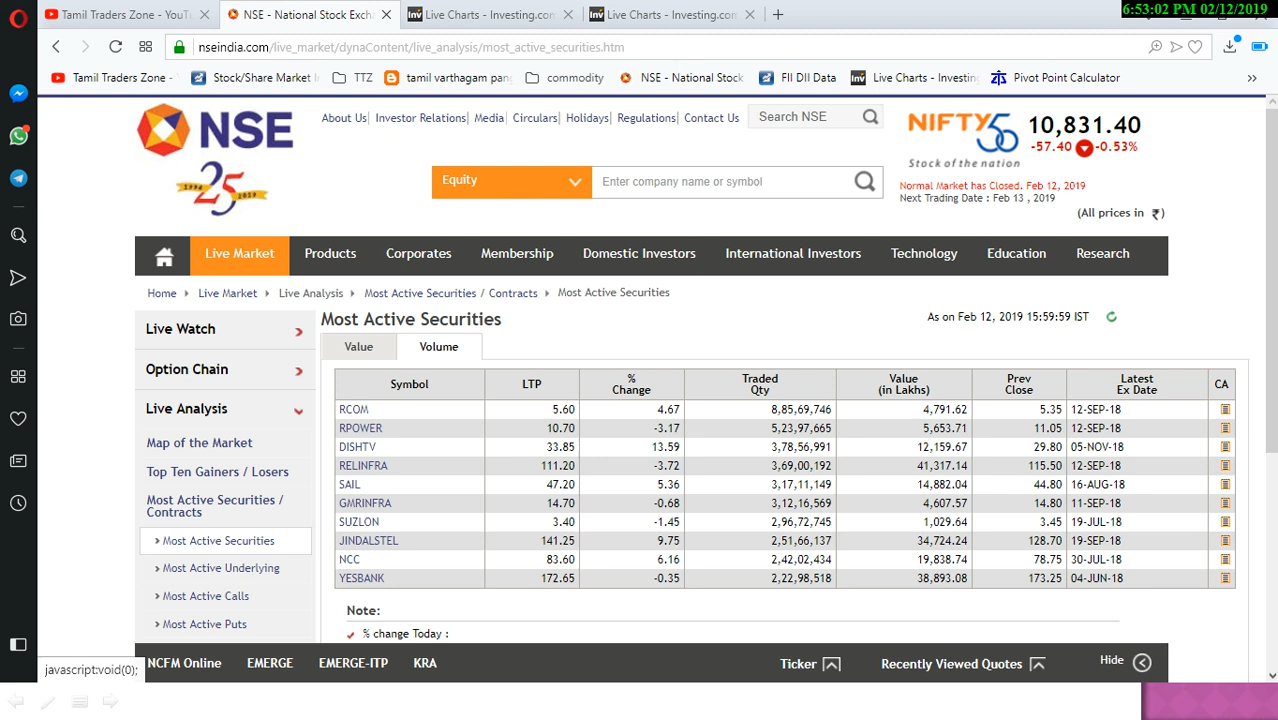 Tamil Traders Zone - YouT
NSE - National Stock Excha
Inv Live Charts - Investing.com
Inv Live Charts - Investing.com
6:53:02 PM 02/12/2019
nseindia.com/live_market/dynaContent/live_analysis/most_active_securities.htm
Tamil Traders Zone -
Stock/Share Market I
TTZ
tamil varthagam pan
commodity
NSE - National Stock
FII DII Data
Inv Live Charts - Investin
Pivot Point Calculator
NSE
1994 25 2019
About Us| Investor Relations| Media| Circulars| Holidays| Regulations| Contact Us
Search NSE
Equity
Enter company name or symbol
NIFTY 50
Stock of the nation
10,831.40
-57.40 -0.53%
Normal Market has Closed. Feb 12, 2019
Next Trading Date : Feb 13 , 2019
(All prices in ₹)
Live Market Products Corporates Membership Domestic Investors International Investors Technology Education Research
Home Live Market Live Analysis Most Active Securities / Contracts Most Active Securities
Live Watch
Option Chain
Live Analysis
Map of the Market
Top Ten Gainers / Losers
Most Active Securities /
Contracts
Most Active Securities
Most Active Underlying
Most Active Calls
Most Active Puts
Most Active Securities
As on Feb 12, 2019 15:59:59 IST
Value Volume
Symbol LTP % Change Traded Qty Value (in Lakhs) Prev Close Latest Ex Date CA
RCOM 5.60 4.67 8,85,69,746 4,791.62 5.35 12-SEP-18
RPOWER 10.70 -3.17 5,23,97,665 5,653.71 11.05 12-SEP-18
DISHTV 33.85 13.59 3,78,56,991 12,159.67 29.80 05-NOV-18
RELINFRA 111.20 -3.72 3,69,00,192 41,317.14 115.50 12-SEP-18
SAIL 47.20 5.36 3,17,11,149 14,882.04 44.80 16-AUG-18
GMRINFRA 14.70 -0.68 3,12,16,569 4,607.57 14.80 11-SEP-18
SUZLON 3.40 -1.45 2,96,72,745 1,029.64 3.45 19-JUL-18
JINDALSTEL 141.25 9.75 2,51,66,137 34,724.24 128.70 19-SEP-18
NCC 83.60 6.16 2,42,02,434 19,838.74 78.75 30-JUL-18
YESBANK 172.65 -0.35 2,22,98,518 38,893.08 173.25 04-JUN-18
Note:
% change Today :
javascript:void(0);
NCFM Online EMERGE EMERGE-ITP KRA
Ticker Recently Viewed Quotes Hide